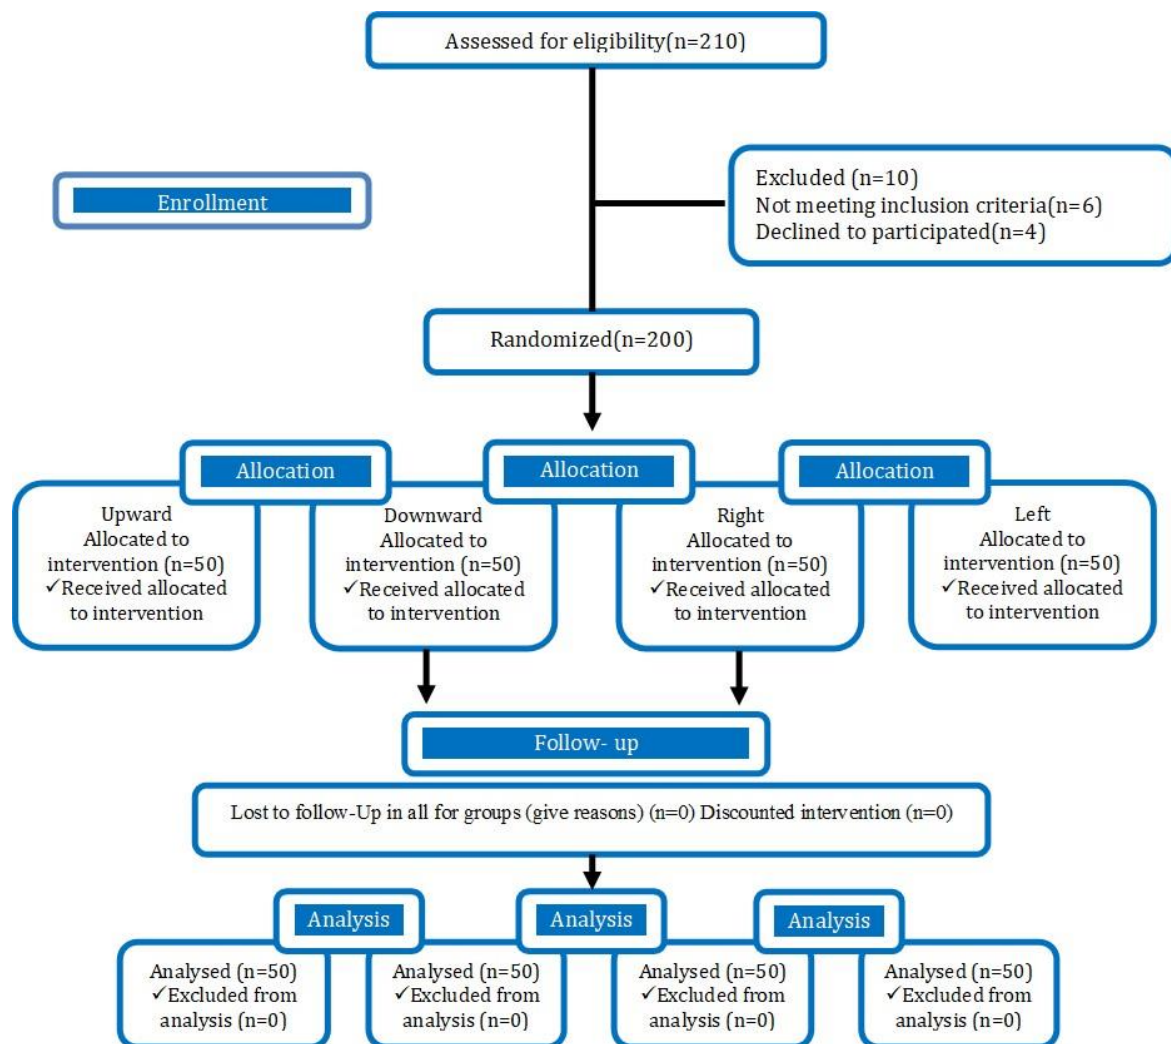 Assessed for eligibility(n=210)
Enrollment
Excluded (n=10)
Not meeting inclusion criteria(n=6)
Declined to participated(n=4)
Randomized(n=200)
Allocation
Allocation
Allocation
Upward
Allocated to
intervention (n=50)
✓Received allocated
to intervention
Downward
Allocated to
intervention (n=50)
✓Received allocated
to intervention
Right
Allocated to
intervention (n=50)
✓Received allocated
to intervention
Left
Allocated to
intervention (n=50)
✓Received allocated
to intervention
Follow- up
Lost to follow-Up in all for groups (give reasons) (n=0) Discounted intervention (n=0)
Analysis
Analysis
Analysis
Analysed (n=50)
✓Excluded from
analysis (n=0)
Analysed (n=50)
✓Excluded from
analysis (n=0)
Analysed (n=50)
✓Excluded from
analysis (n=0)
Analysed (n=50)
✓Excluded from
analysis (n=0)